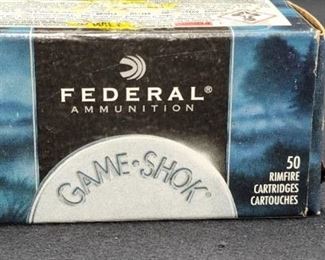 FEDERAL®
AMMUNITION
GAME·SHOK®
50
RIMFIRE
CARTRIDGES
CARTOUCHES